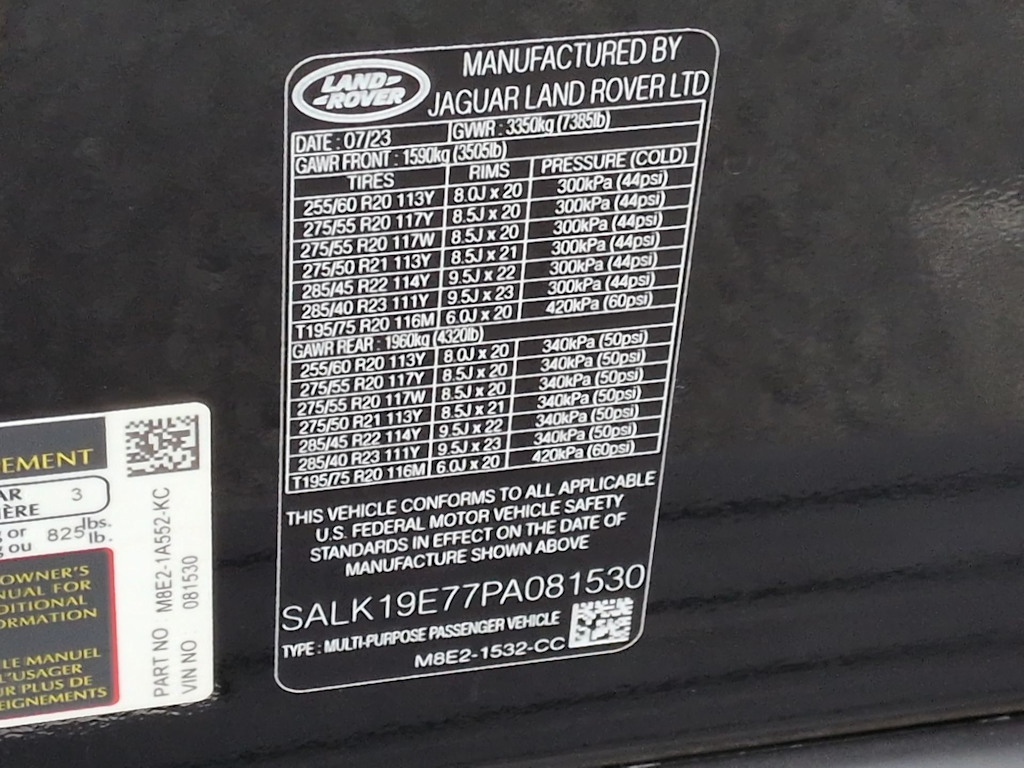 LAND-
-ROVER
MANUFACTURED BY
JAGUAR LAND ROVER LTD
DATE : 07/23 GVWR : 3350kg (7385lb)
GAWR FRONT : 1590kg (3505lb)
TIRES RIMS PRESSURE (COLD)
255/60 R20 113Y 8.0J x 20 300kPa (44psi)
275/55 R20 117Y 8.5J x 20 300kPa (44psi)
275/55 R20 117W 8.5J x 20 300kPa (44psi)
275/50 R21 113Y 8.5J x 21 300kPa (44psi)
285/45 R22 114Y 9.5J x 22 300kPa (44psi)
285/40 R23 111Y 9.5J x 23 300kPa (44psi)
T195/75 R20 116M 6.0J x 20 420kPa (60psi)
GAWR REAR : 1960kg (4320lb)
255/60 R20 113Y 8.0J x 20 340kPa (50psi)
275/55 R20 117Y 8.5J x 20 340kPa (50psi)
275/55 R20 117W 8.5J x 20 340kPa (50psi)
275/50 R21 113Y 8.5J x 21 340kPa (50psi)
285/45 R22 114Y 9.5J x 22 340kPa (50psi)
285/40 R23 111Y 9.5J x 23 340kPa (50psi)
T195/75 R20 116M 6.0J x 20 420kPa (60psi)
THIS VEHICLE CONFORMS TO ALL APPLICABLE
U.S. FEDERAL MOTOR VEHICLE SAFETY
STANDARDS IN EFFECT ON THE DATE OF
MANUFACTURE SHOWN ABOVE
SALK19E77PA081530
TYPE : MULTI-PURPOSE PASSENGER VEHICLE
M8E2-1532-CC
EMENT
AR 3
IÈRE
or 825 lbs.
ou lb.
OWNER'S
NUAL FOR
DITIONAL
ORMATION
LE MANUEL
L'USAGER
UR PLUS DE
EIGNEMENTS
PART NO M8E2-1A552-KC
VIN NO 081530